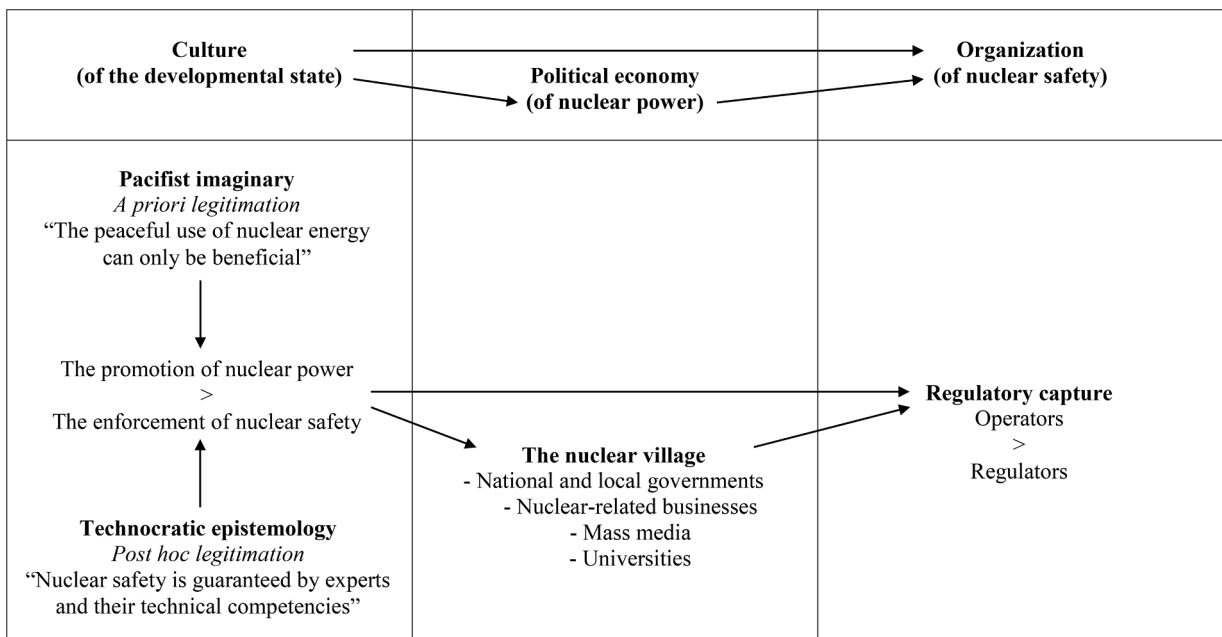 Culture
(of the developmental state)
Political economy
(of nuclear power)
Organization
(of nuclear safety)
Pacifist imaginary
A priori legitimation
“The peaceful use of nuclear energy
can only be beneficial”
The promotion of nuclear power
>
The enforcement of nuclear safety
Technocratic epistemology
Post hoc legitimation
“Nuclear safety is guaranteed by experts
and their technical competencies”
The nuclear village
- National and local governments
- Nuclear-related businesses
- Mass media
- Universities
Regulatory capture
Operators
>
Regulators